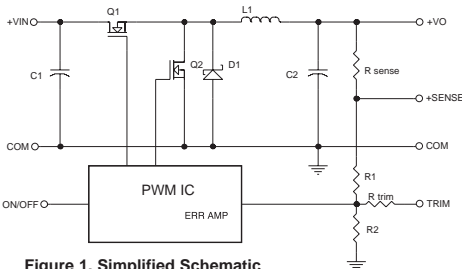 Q1
L1
+VIN
+VO
C1
Q2
D1
C2
R sense
+SENSE
COM
COM
R1
PWM IC
R trim
ON/OFF
TRIM
ERR AMP
R2
Figure 1. Simplified Schematic